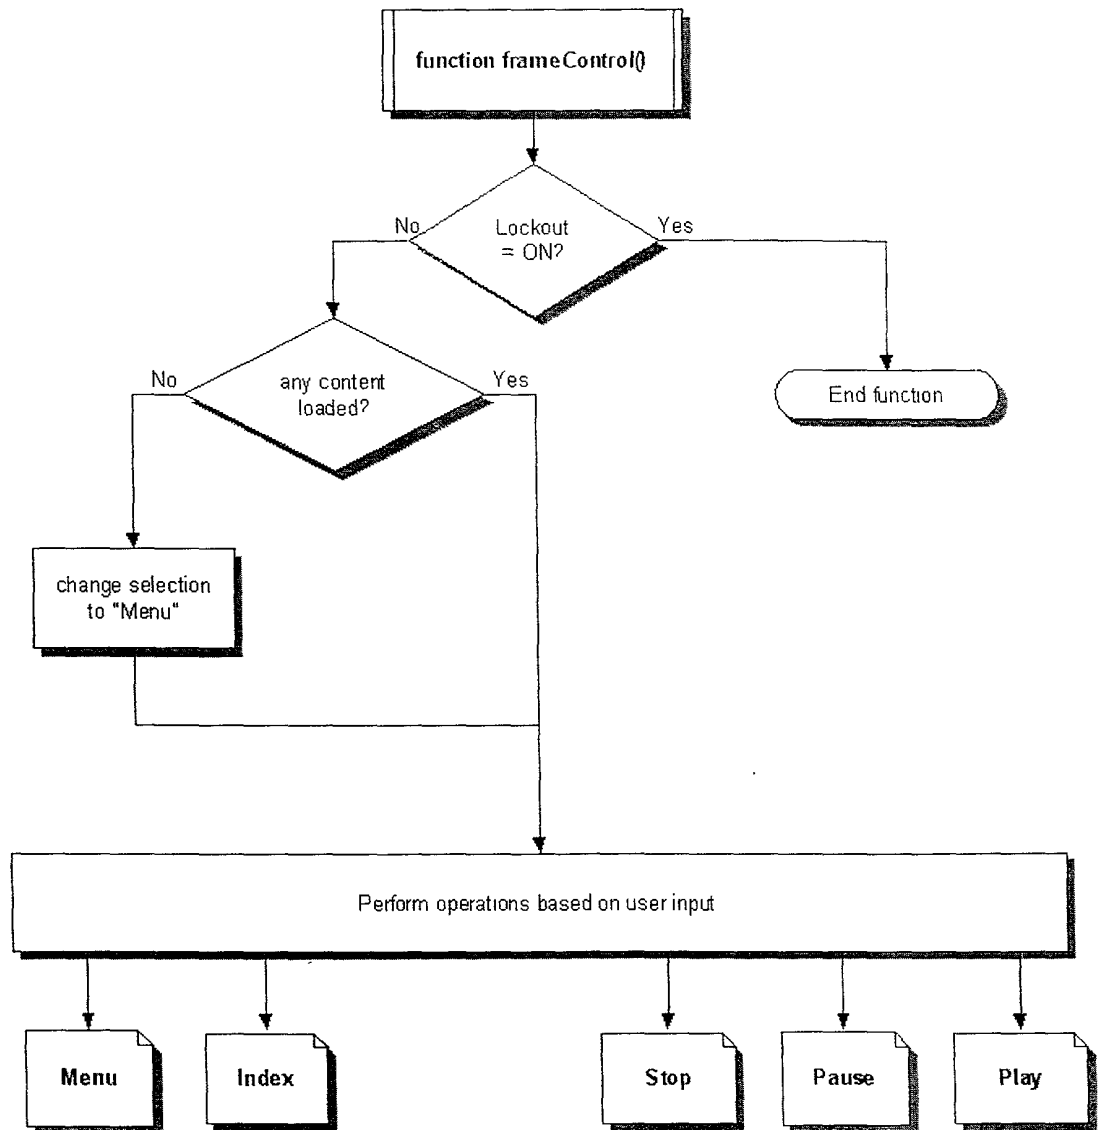 function frameControl()
No
Lockout
= ON?
Yes
No
any content
loaded?
Yes
End function
change selection
to "Menu"
Perform operations based on user input
Menu
Index
Stop
Pause
Play